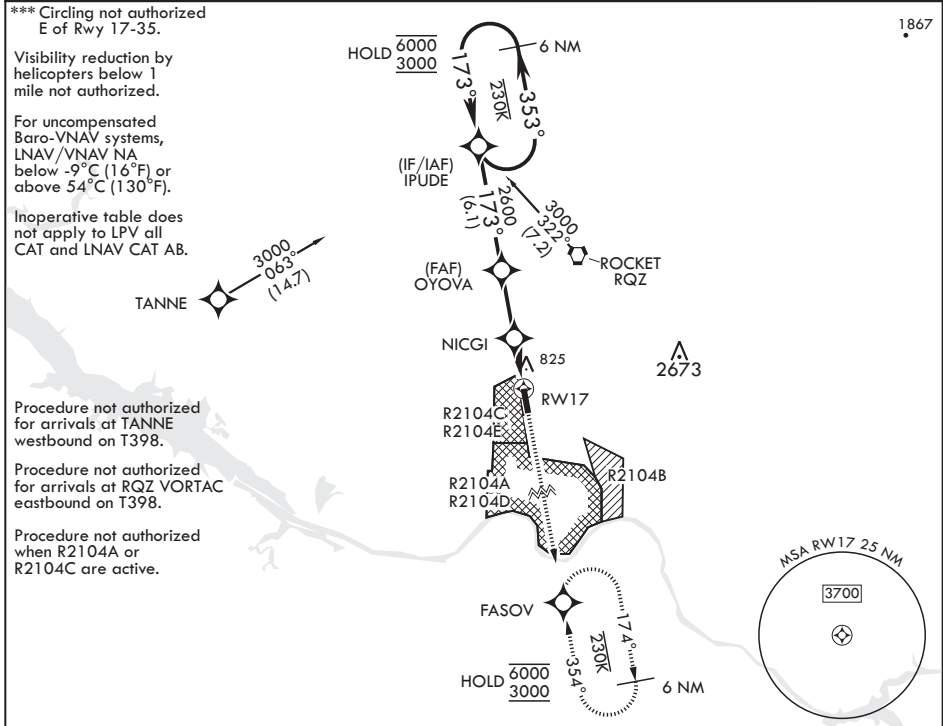 *** Circling not authorized
E of Rwy 17-35.
Visibility reduction by
helicopters below 1
mile not authorized.
For uncompensated
Baro-VNAV systems,
LNAV/VNAV NA
below -9°C (16°F) or
above 54°C (130°F).
Inoperative table does
not apply to LPV all
CAT and LNAV CAT AB.
1867
HOLD 6000
3000
6 NM
173°
230K
353°
(IF/IAF)
IPUDE
2600
173°
(6.1)
3000
322°
(7.2)
ROCKET
RQZ
3000
063°
(14.7)
TANNE
(FAF)
OYOVA
NICGI
825
2673
RW17
R2104C
R2104E
R2104A
R2104D
R2104B
Procedure not authorized
for arrivals at TANNE
westbound on T398.
Procedure not authorized
for arrivals at RQZ VORTAC
eastbound on T398.
Procedure not authorized
when R2104A or
R2104C are active.
FASOV
174°
230K
354°
HOLD 6000
3000
6 NM
MSA RW17 25 NM
3700